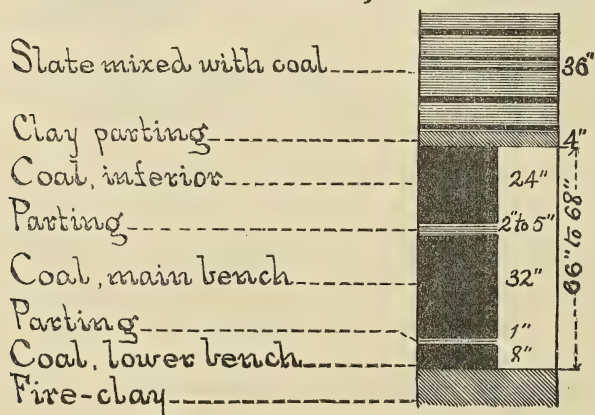 Slate mixed with coal 36"
Clay parting 4"
Coal, inferior 24"
Parting 2" to 5"
66" to 68"
Coal, main bench 32"
Parting 1"
Coal, lower bench 8"
Fire-clay